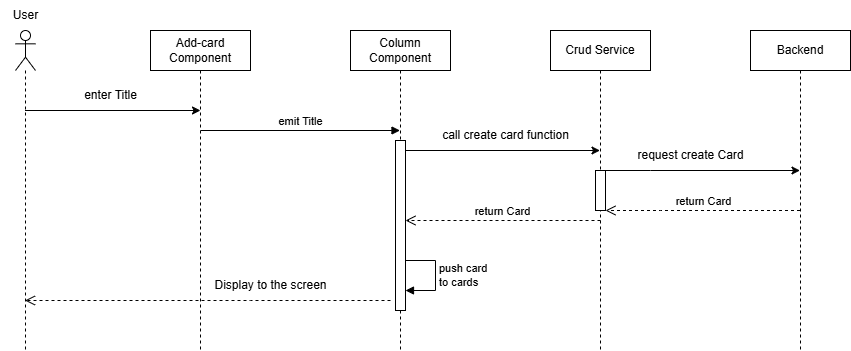 User
Add-card
Component
Column
Component
Crud Service
Backend
enter Title
emit Title
call create card function
request create Card
return Card
return Card
push card
to cards
Display to the screen